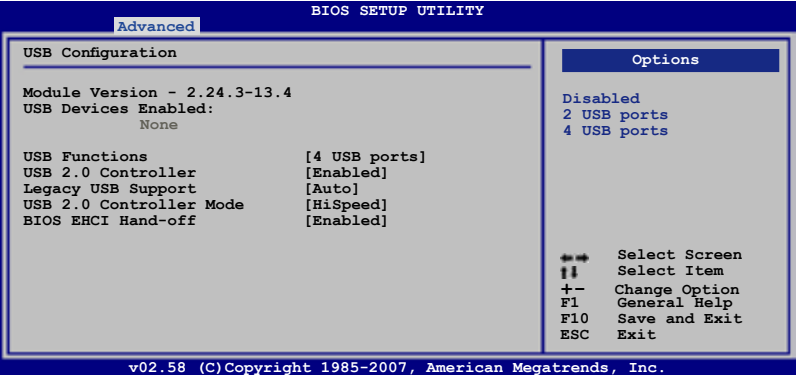 BIOS SETUP UTILITY
Advanced
USB Configuration
Module Version - 2.24.3-13.4
USB Devices Enabled:
None
USB Functions [4 USB ports]
USB 2.0 Controller [Enabled]
Legacy USB Support [Auto]
USB 2.0 Controller Mode [HiSpeed]
BIOS EHCI Hand-off [Enabled]
Options
Disabled
2 USB ports
4 USB ports
←→ Select Screen
↑↓ Select Item
+- Change Option
F1 General Help
F10 Save and Exit
ESC Exit
v02.58 (C)Copyright 1985-2007, American Megatrends, Inc.